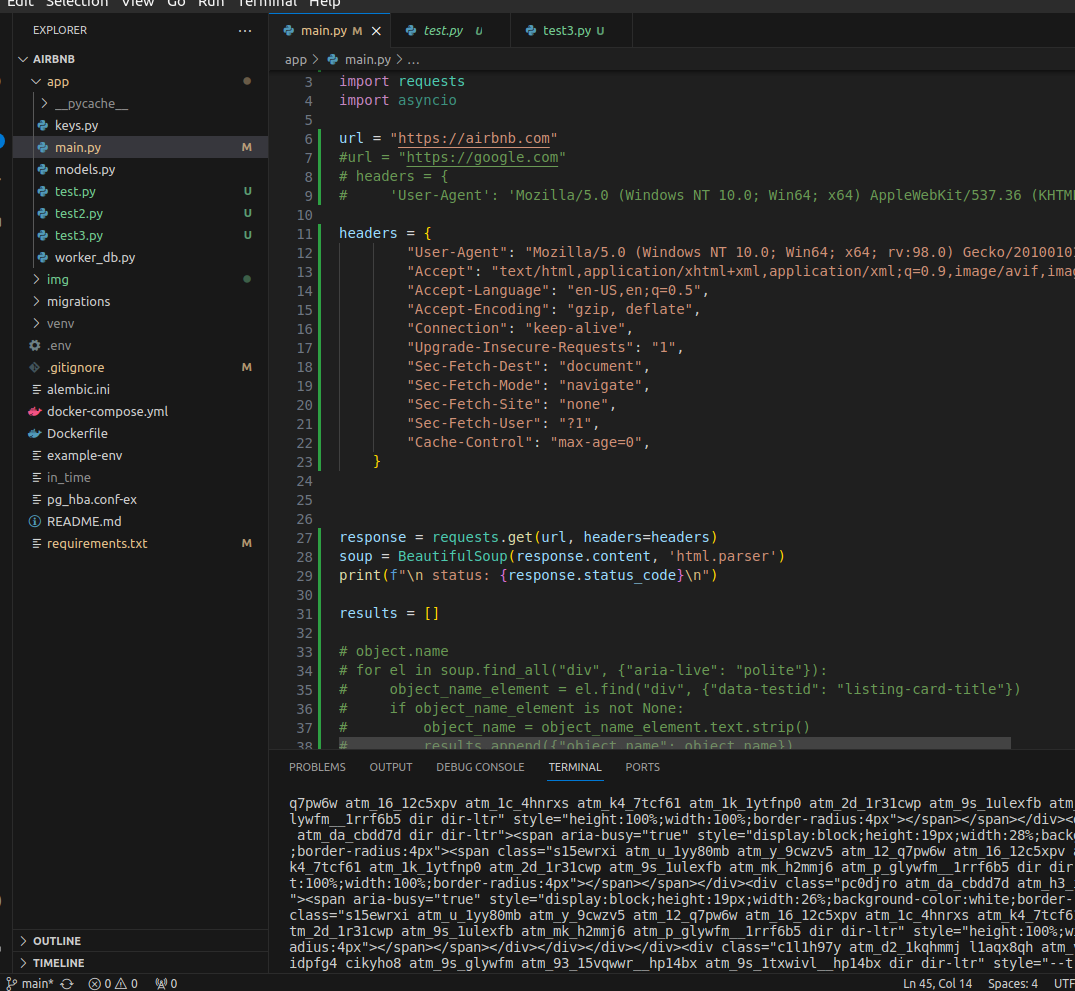 Edit Selection View Go Run Terminal Help
EXPLORER
main.py M
test.py U
test3.py U
AIRBNB
app
__pycache__
keys.py
main.py M
models.py
test.py U
test2.py U
test3.py U
worker_db.py
img
migrations
venv
.env
.gitignore M
alembic.ini
docker-compose.yml
Dockerfile
example-env
in_time
pg_hba.conf-ex
README.md
requirements.txt M
OUTLINE
TIMELINE
app > main.py > ...
3 import requests
4 import asyncio
5
6 url = "https://airbnb.com"
7 #url = "https://google.com"
8 # headers = {
9 #     'User-Agent': 'Mozilla/5.0 (Windows NT 10.0; Win64; x64) AppleWebKit/537.36 (KHTM
10
11 headers = {
12         "User-Agent": "Mozilla/5.0 (Windows NT 10.0; Win64; x64; rv:98.0) Gecko/2010010
13         "Accept": "text/html,application/xhtml+xml,application/xml;q=0.9,image/avif,ima
14         "Accept-Language": "en-US,en;q=0.5",
15         "Accept-Encoding": "gzip, deflate",
16         "Connection": "keep-alive",
17         "Upgrade-Insecure-Requests": "1",
18         "Sec-Fetch-Dest": "document",
19         "Sec-Fetch-Mode": "navigate",
20         "Sec-Fetch-Site": "none",
21         "Sec-Fetch-User": "?1",
22         "Cache-Control": "max-age=0",
23     }
24
25
26
27 response = requests.get(url, headers=headers)
28 soup = BeautifulSoup(response.content, 'html.parser')
29 print(f"\n status: {response.status_code}\n")
30
31 results = []
32
33 # object.name
34 # for el in soup.find_all("div", {"aria-live": "polite"}):
35 #     object_name_element = el.find("div", {"data-testid": "listing-card-title"})
36 #     if object_name_element is not None:
37 #         object_name = object_name_element.text.strip()
38 #         results.append({"object_name": object_name})
PROBLEMS OUTPUT DEBUG CONSOLE TERMINAL PORTS
q7pw6w atm_16_12c5xpv atm_1c_4hnrxs atm_k4_7tcf61 atm_1k_1ytfnp0 atm_2d_1r31cwp atm_9s_1ulexfb atm_
lywfm__1rrf6b5 dir dir-ltr" style="height:100%;width:100%;border-radius:4px"></span></span></div><
 atm_da_cbdd7d dir dir-ltr"><span aria-busy="true" style="display:block;height:19px;width:28%;back
;border-radius:4px"><span class="s15ewrxi atm_u_1yy80mb atm_y_9cwzv5 atm_12_q7pw6w atm_16_12c5xpv
k4_7tcf61 atm_1k_1ytfnp0 atm_2d_1r31cwp atm_9s_1ulexfb atm_mk_h2mmj6 atm_p_glywfm__1rrf6b5 dir dir
t:100%;width:100%;border-radius:4px"></span></span></div><div class="pc0djro atm_da_cbdd7d atm_h3_
"><span aria-busy="true" style="display:block;height:19px;width:26%;background-color:white;border-
class="s15ewrxi atm_u_1yy80mb atm_y_9cwzv5 atm_12_q7pw6w atm_16_12c5xpv atm_1c_4hnrxs atm_k4_7tcf6
tm_2d_1r31cwp atm_9s_1ulexfb atm_mk_h2mmj6 atm_p_glywfm__1rrf6b5 dir dir-ltr" style="height:100%;w
adius:4px"></span></span></div></div></div></div><div class="c1l1h97y atm_d2_1kqhmmj l1aqx8qh atm_
idpfg4 cikyho8 atm_9s_glywfm atm_93_15vqwwr__hp14bx atm_9s_1txwivl__hp14bx dir dir-ltr" style="--t
main* 0 0 0 Ln 45, Col 14 Spaces: 4 UTF